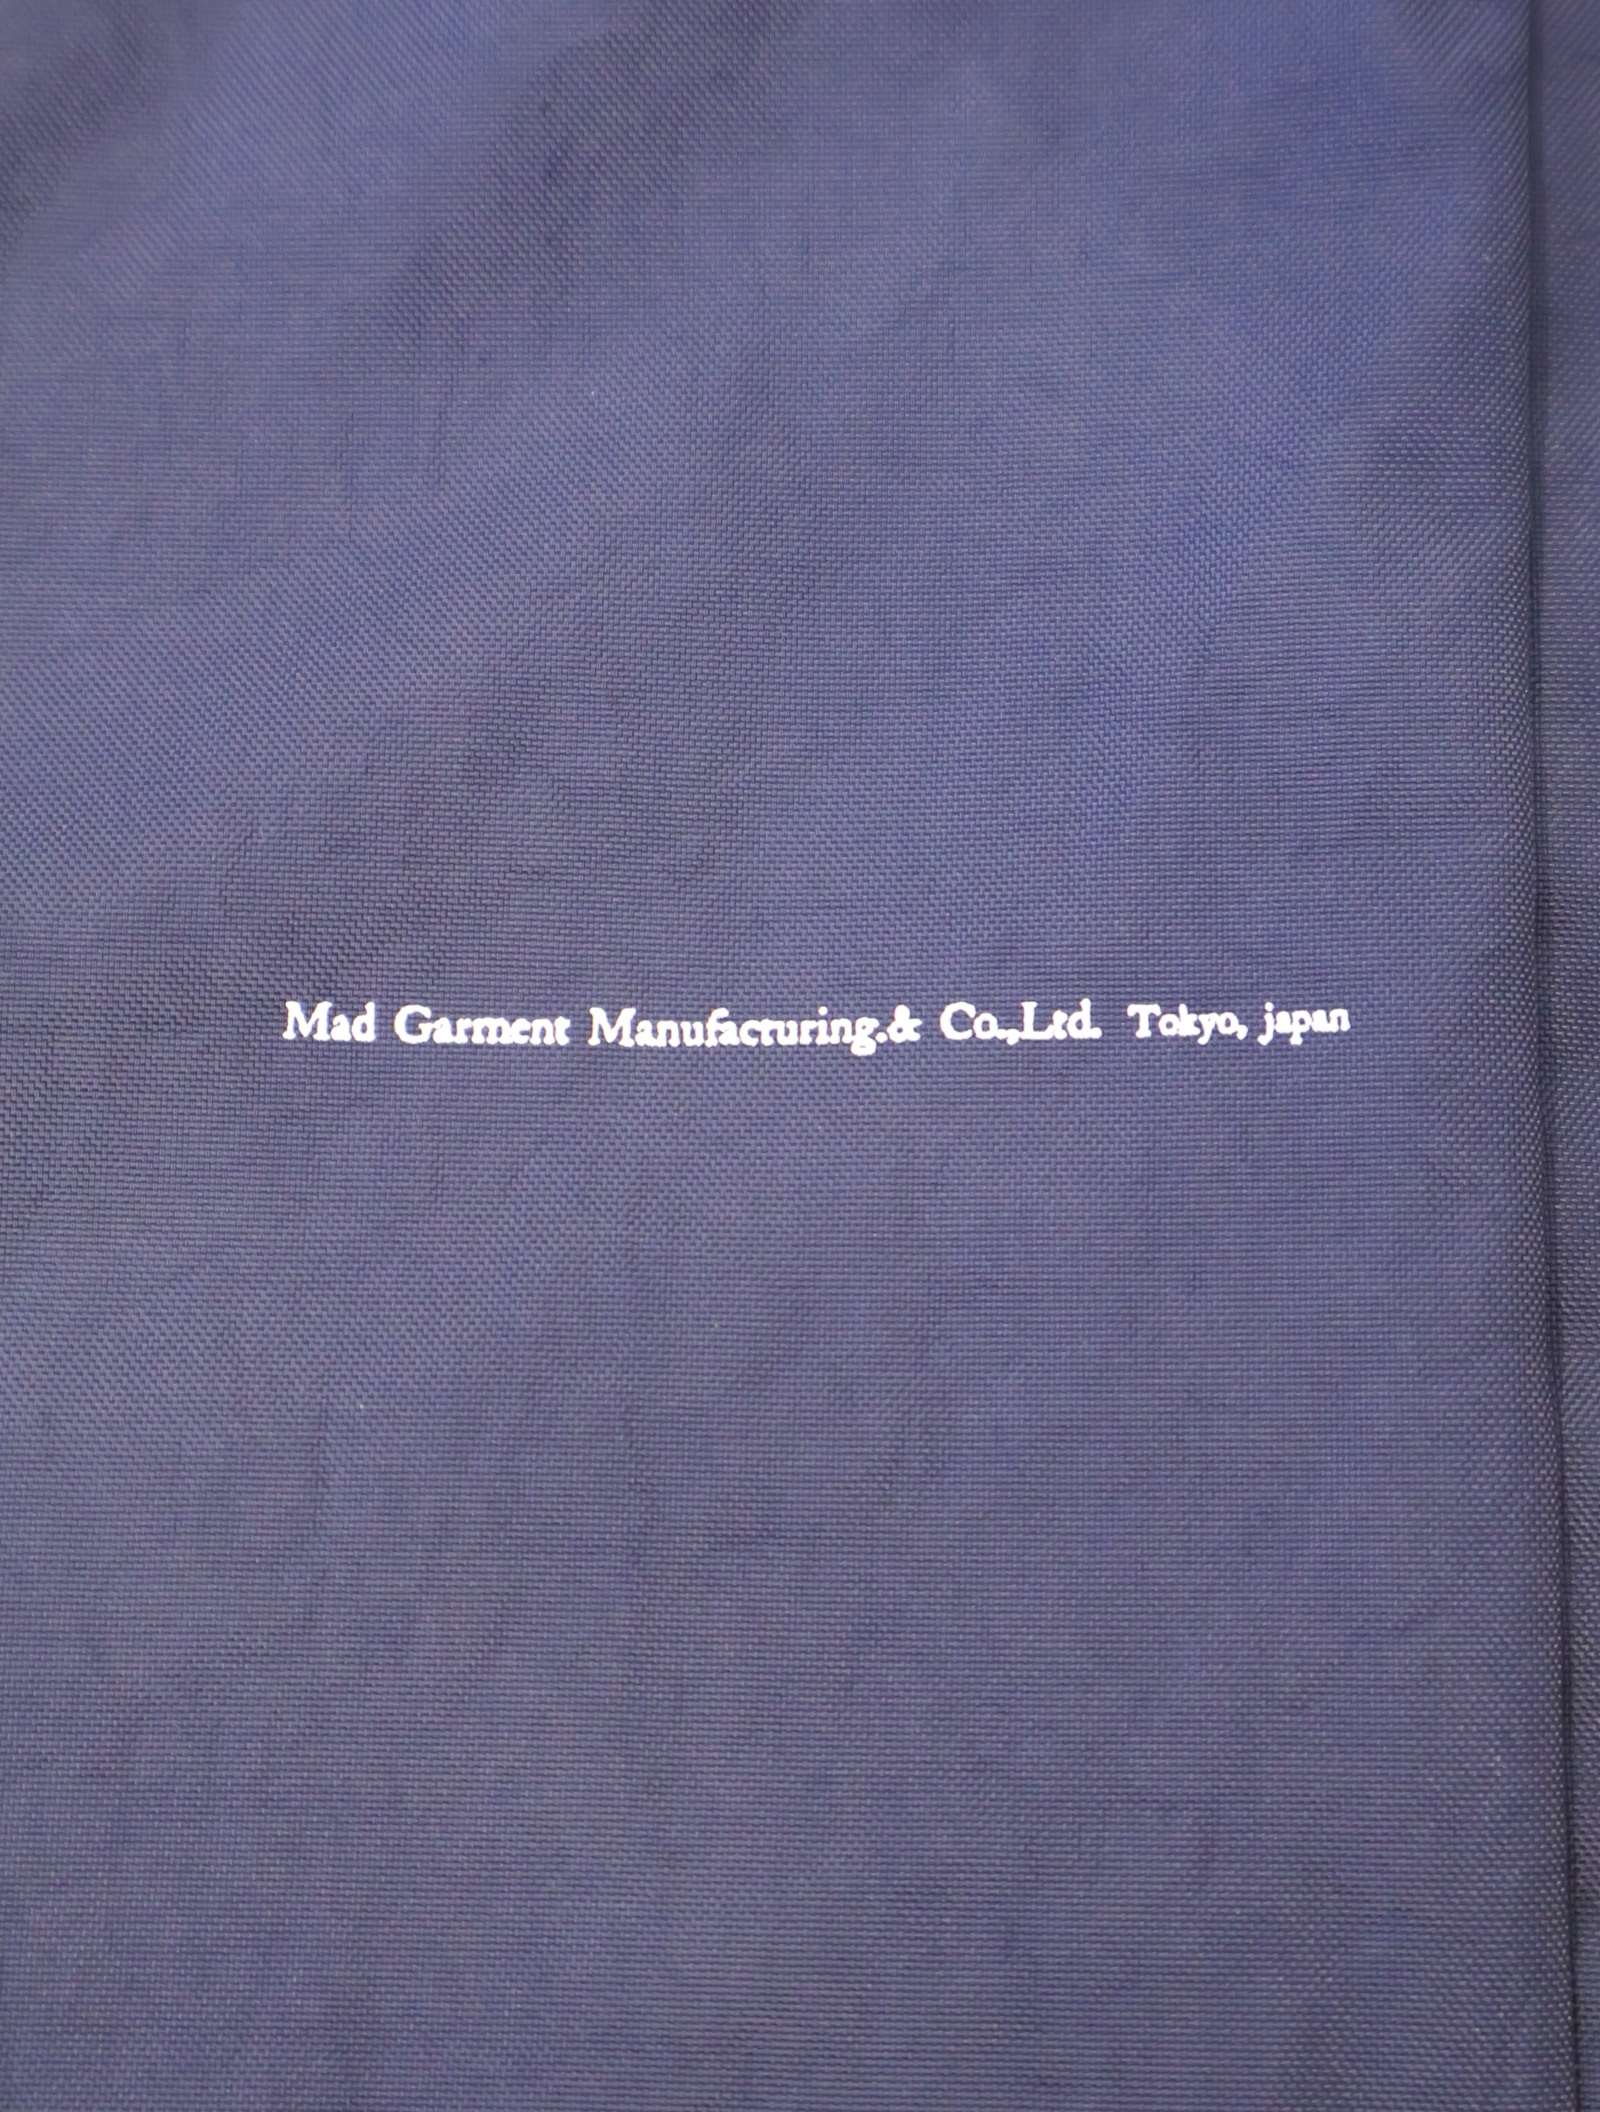 Mad Garment Manufacturing.& Co.,Ltd. Tokyo, japan